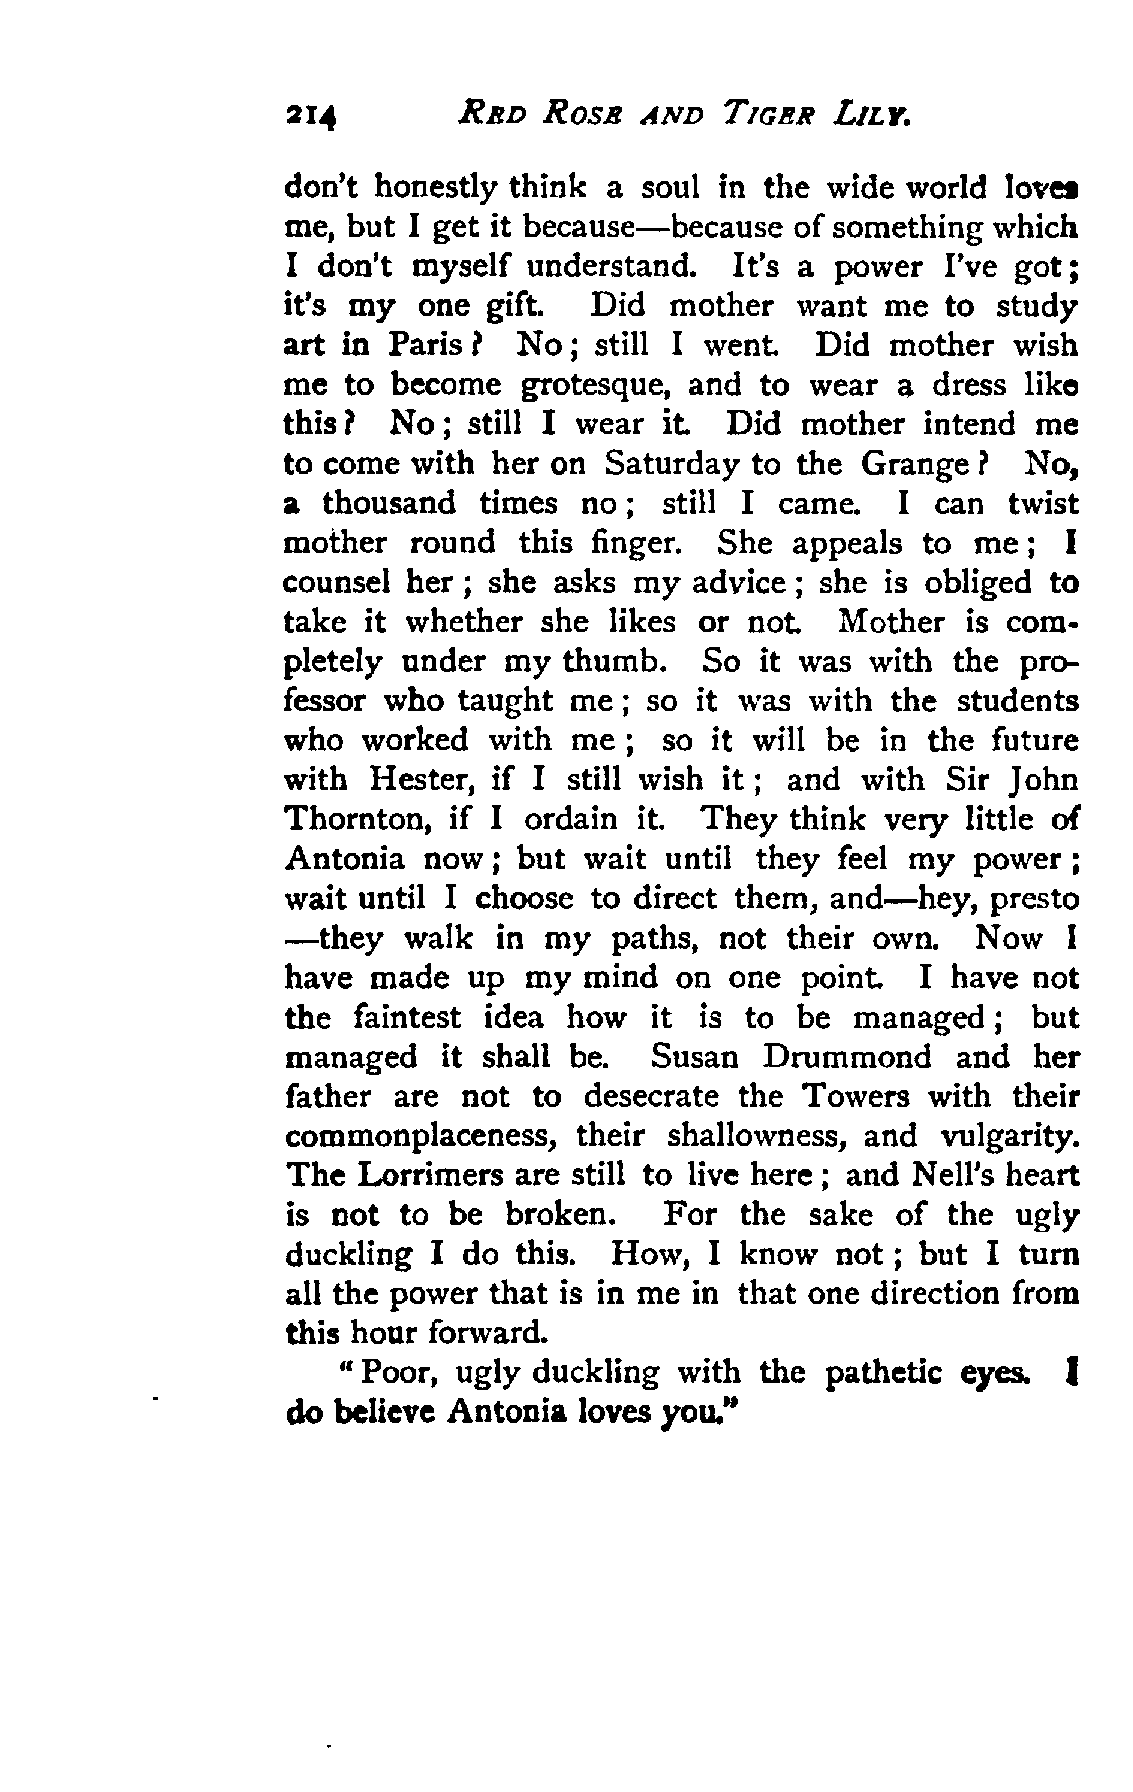 214 RED ROSE AND TIGER LILY.
don't honestly think a soul in the wide world loves
me, but I get it because—because of something which
I don't myself understand. It's a power I've got;
it's my one gift. Did mother want me to study
art in Paris? No; still I went. Did mother wish
me to become grotesque, and to wear a dress like
this? No; still I wear it. Did mother intend me
to come with her on Saturday to the Grange? No,
a thousand times no; still I came. I can twist
mother round this finger. She appeals to me; I
counsel her; she asks my advice; she is obliged to
take it whether she likes or not. Mother is com-
pletely under my thumb. So it was with the pro-
fessor who taught me; so it was with the students
who worked with me; so it will be in the future
with Hester, if I still wish it; and with Sir John
Thornton, if I ordain it. They think very little of
Antonia now; but wait until they feel my power;
wait until I choose to direct them, and—hey, presto
—they walk in my paths, not their own. Now I
have made up my mind on one point. I have not
the faintest idea how it is to be managed; but
managed it shall be. Susan Drummond and her
father are not to desecrate the Towers with their
commonplaceness, their shallowness, and vulgarity.
The Lorrimers are still to live here; and Nell's heart
is not to be broken. For the sake of the ugly
duckling I do this. How, I know not; but I turn
all the power that is in me in that one direction from
this hour forward.
"Poor, ugly duckling with the pathetic eyes. I
do believe Antonia loves you."